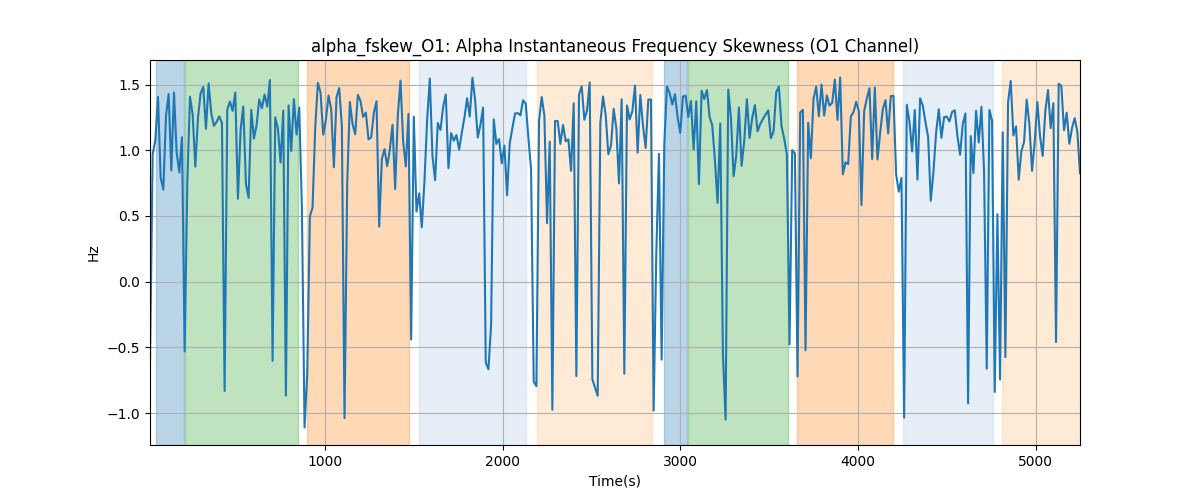 alpha_fskew_O1: Alpha Instantaneous Frequency Skewness (O1 Channel)
1.5
1.0
0.5
0.0
−0.5
−1.0
Hz
1000 2000 3000 4000 5000
Time(s)